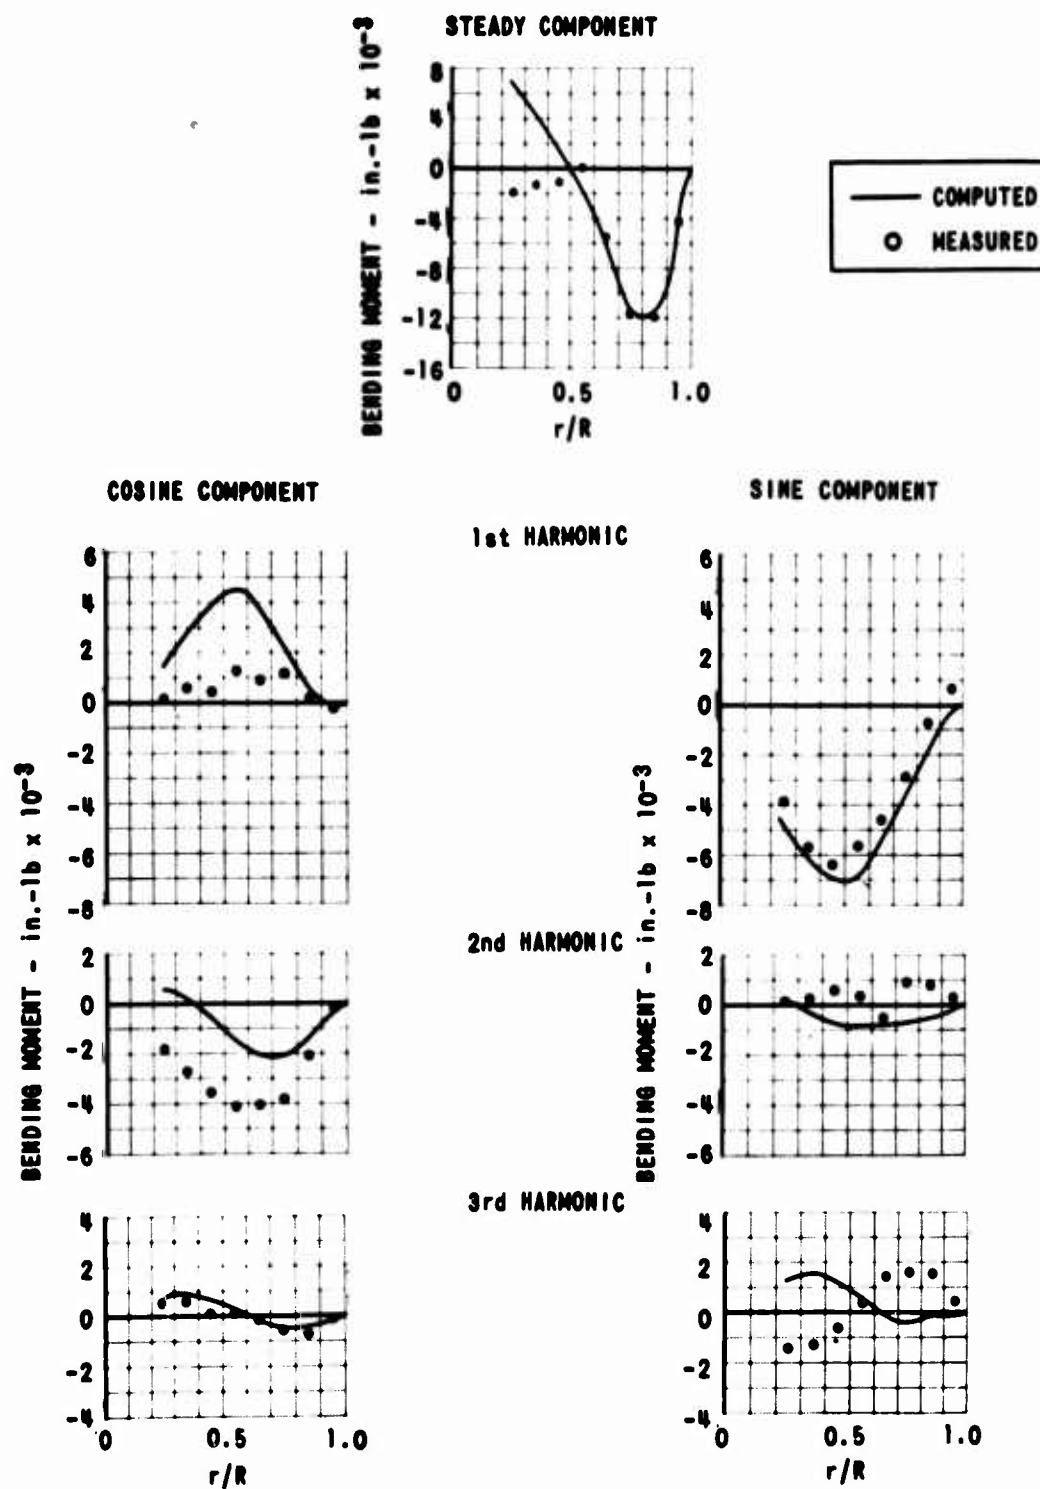 STEADY COMPONENT
BENDING MOMENT - in.-lb x 10⁻³
8
4
0
-4
-8
-12
-16
0 0.5 1.0
r/R
COMPUTED
MEASURED
COSINE COMPONENT
SINE COMPONENT
1st HARMONIC
6
4
2
0
-2
-4
-6
-8
6
4
2
0
-2
-4
-6
-8
BENDING MOMENT - in.-lb x 10⁻³
BENDING MOMENT - in.-lb x 10⁻³
2nd HARMONIC
2
0
-2
-4
-6
2
0
-2
-4
-6
3rd HARMONIC
4
2
0
-2
-4
0 0.5 1.0
r/R
4
2
0
-2
-4
0 0.5 1.0
r/R